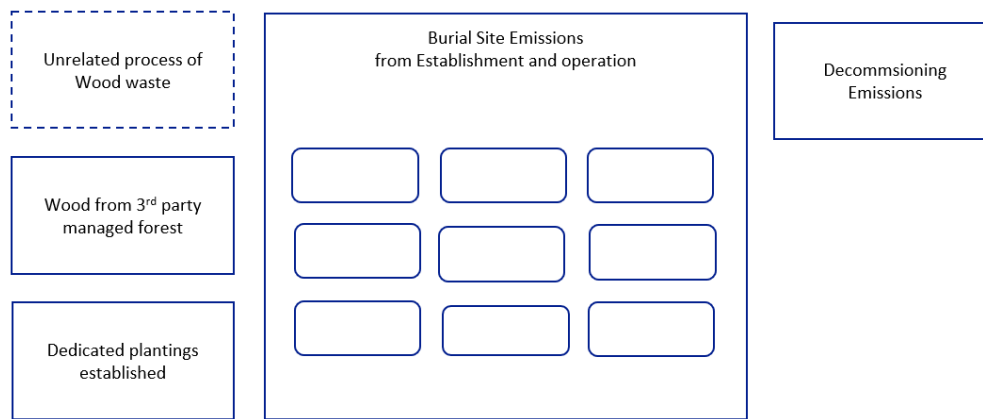 Unrelated process of
Wood waste
Wood from 3rd party
managed forest
Dedicated plantings
established
Burial Site Emissions
from Establishment and operation
Decommsioning
Emissions